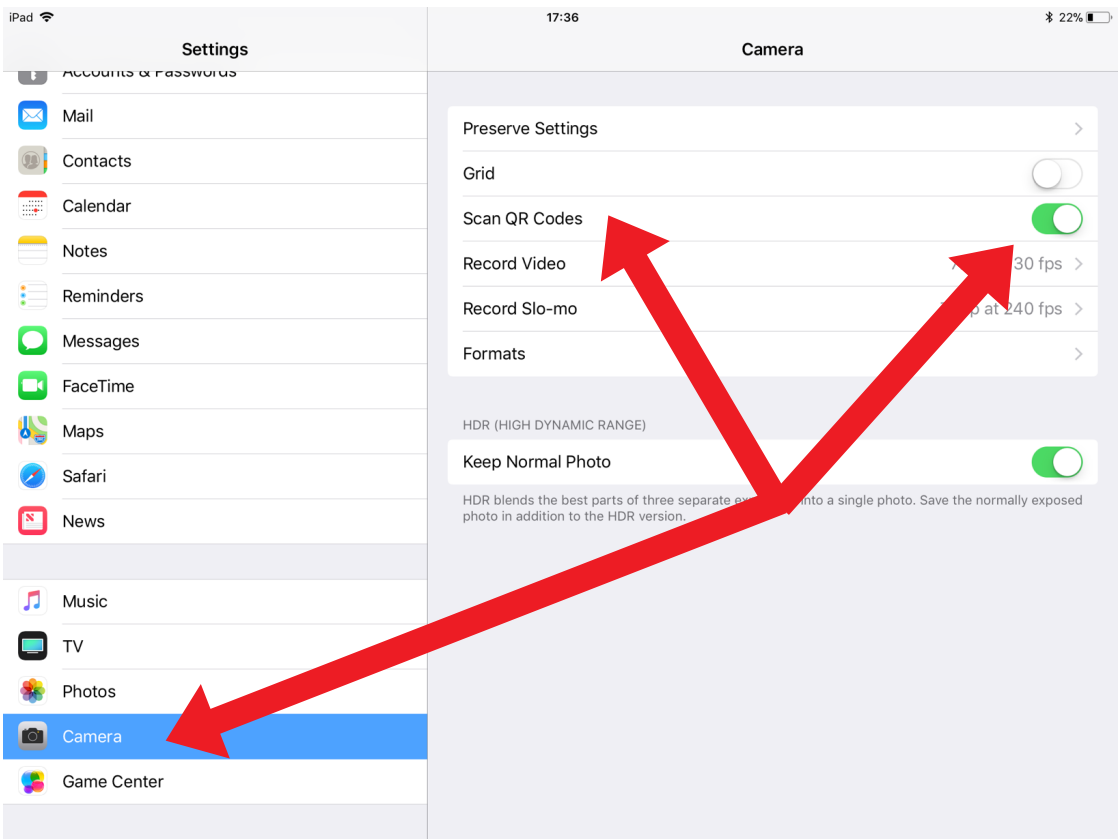 iPad
17:36
22%
Settings
Camera
Accounts & Passwords
Mail
Contacts
Calendar
Notes
Reminders
Messages
FaceTime
Maps
Safari
News
Music
TV
Photos
Camera
Game Center
Preserve Settings
Grid
Scan QR Codes
Record Video
30 fps
Record Slo-mo
at 240 fps
Formats
HDR (HIGH DYNAMIC RANGE)
Keep Normal Photo
HDR blends the best parts of three separate into a single photo. Save the normally exposed
photo in addition to the HDR version.